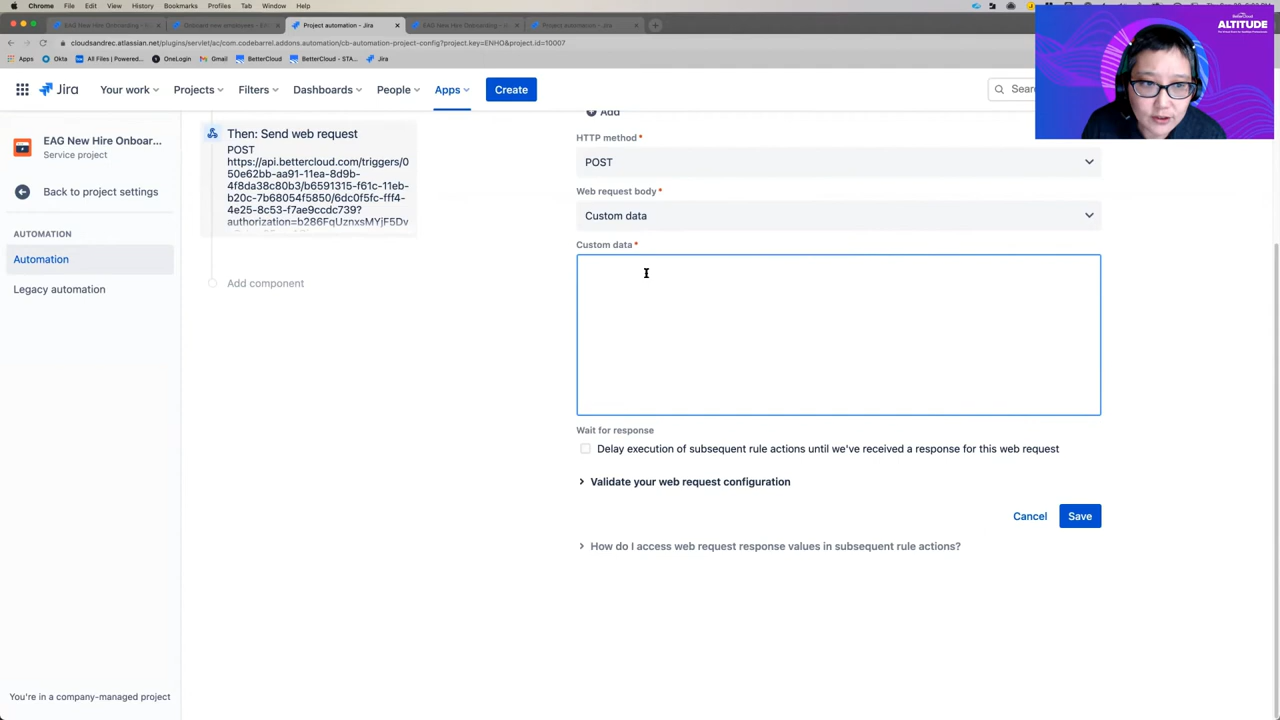 Chrome File Edit View History Bookmarks Profiles Tab Window Help
EAG New Hire Onboarding - Onboard new employees - Project automation - Jira EAG New Hire Onboarding - Project automation - Jira
cloudsandrec.atlassian.net/plugins/servlet/ac/com.codebarrel.addons.automation/cb-automation-project-config?project.key=ENHO&project.id=10007
Apps Okta All Files | Powered... OneLogin Gmail BetterCloud BetterCloud - STA... Jira
BetterCloud
ALTITUDE
Jira Your work Projects Filters Dashboards People Apps Create Sear
EAG New Hire Onboar...
Service project
Back to project settings
AUTOMATION
Automation
Legacy automation
You're in a company-managed project
Then: Send web request
POST
https://api.bettercloud.com/triggers/0
50e62bb-aa91-11ea-8d9b-
4f8da38c80b3/b6591315-f61c-11eb-
b20c-7b68054f5850/6dc0f5fc-fff4-
4e25-8c53-f7ae9ccdc739?
authorization=b286FqUznxsMYjF5Dv
Add component
Add
HTTP method *
POST
Web request body *
Custom data
Custom data *
Wait for response
Delay execution of subsequent rule actions until we've received a response for this web request
Validate your web request configuration
Cancel Save
How do I access web request response values in subsequent rule actions?